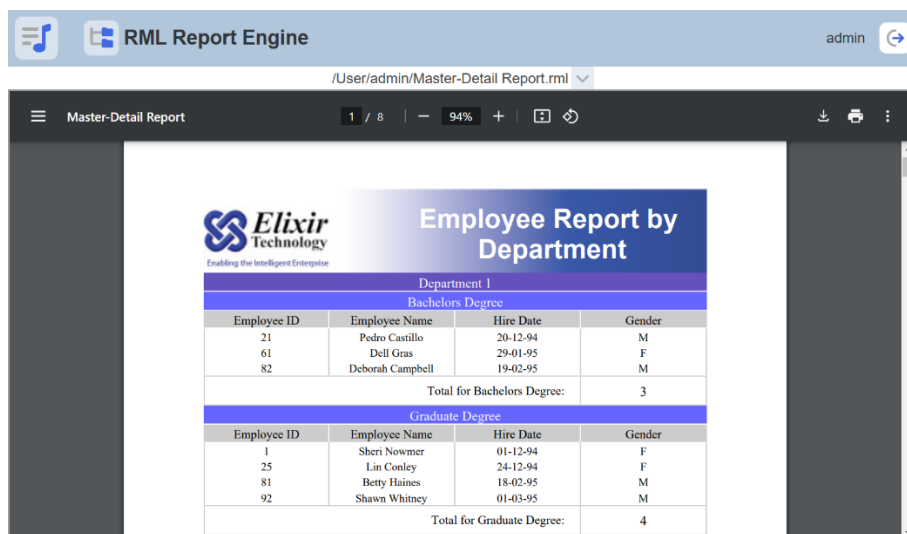 RML Report Engine admin
/User/admin/Master-Detail Report.rml
Master-Detail Report 1 / 8 94%
Elixir
Technology
Enabling the Intelligent Enterprise
Employee Report by
Department
Department 1
Bachelors Degree
Employee ID Employee Name Hire Date Gender
21 Pedro Castillo 20-12-94 M
61 Dell Gras 29-01-95 F
82 Deborah Campbell 19-02-95 M
Total for Bachelors Degree: 3
Graduate Degree
Employee ID Employee Name Hire Date Gender
1 Sheri Nowmer 01-12-94 F
25 Lin Conley 24-12-94 F
81 Betty Haines 18-02-95 M
92 Shawn Whitney 01-03-95 M
Total for Graduate Degree: 4